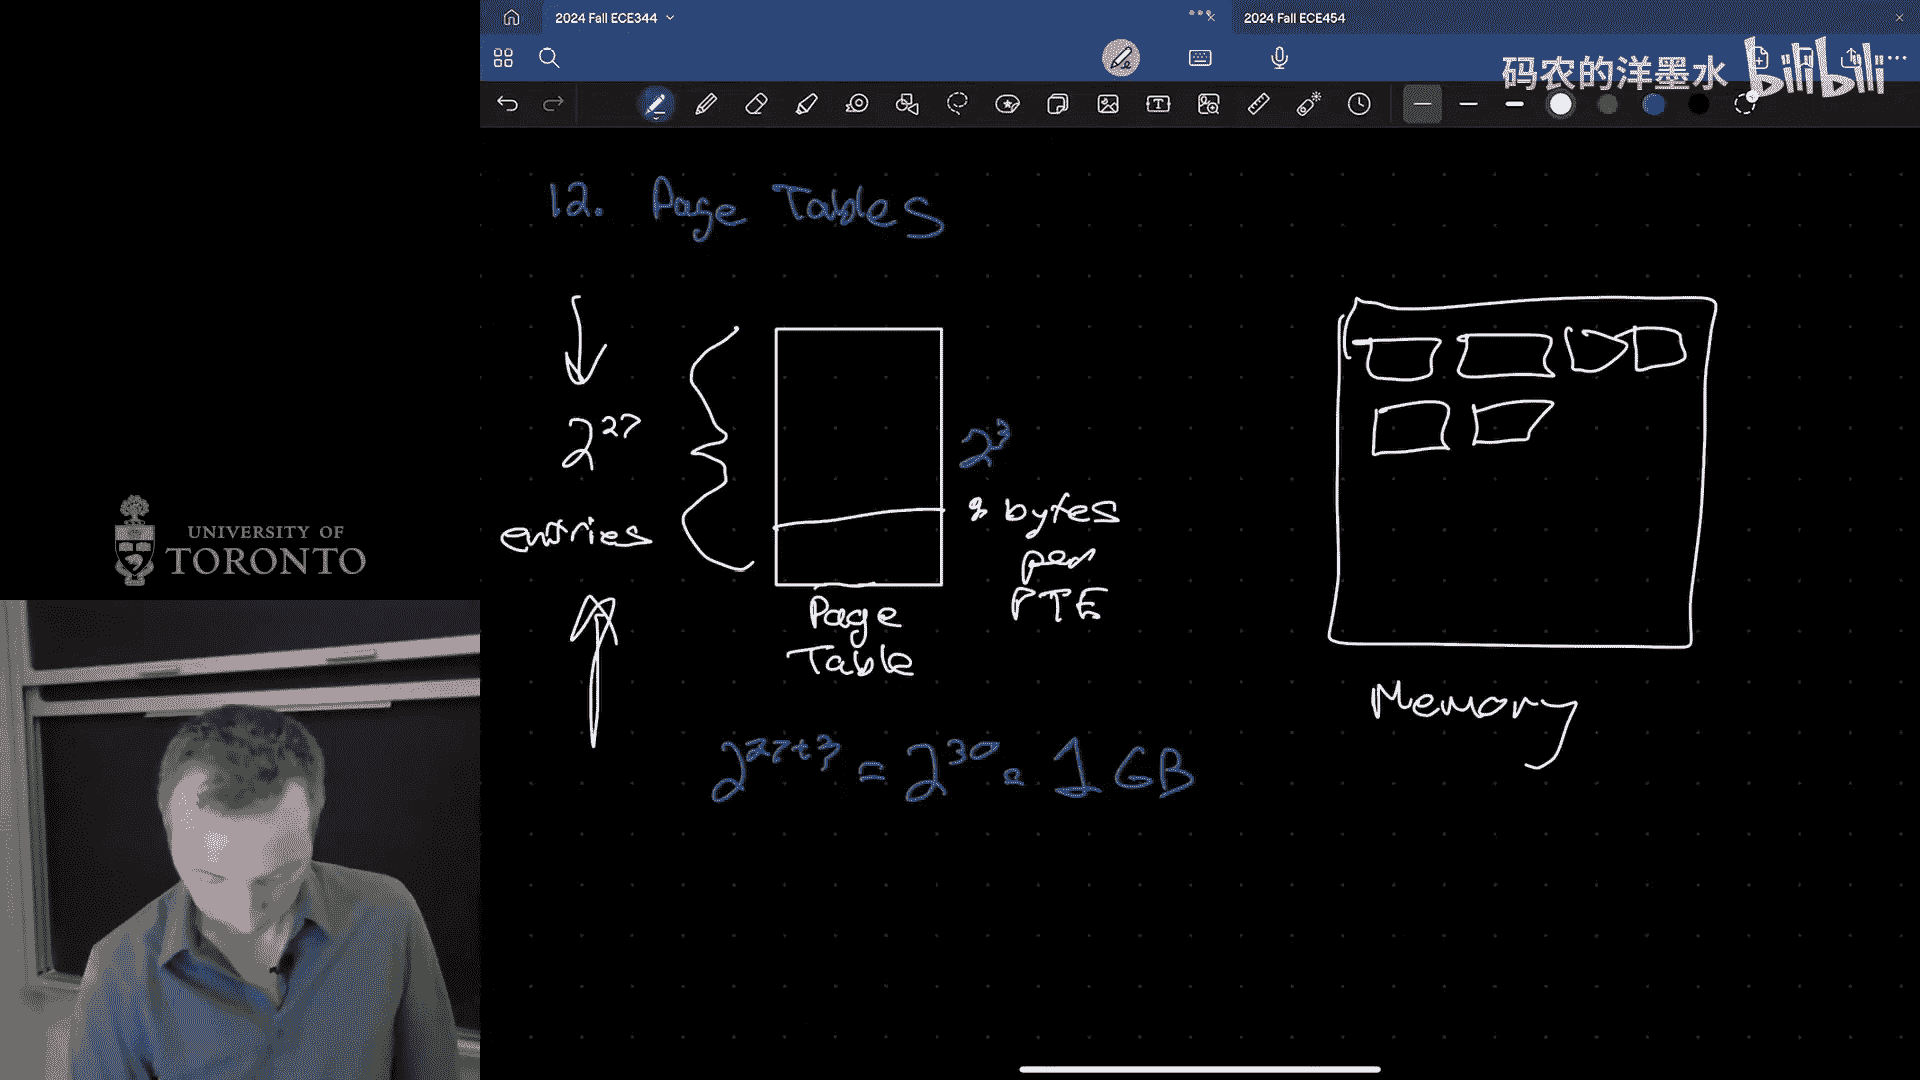 2024 Fall ECE344
2024 Fall ECE454
码农的洋墨水 bilibili
12. Page Tables
2^27
entries
2^3
8 bytes
per
PTE
Page
Table
Memory
2^27+3 = 2^30 = 1 GB
UNIVERSITY OF
TORONTO